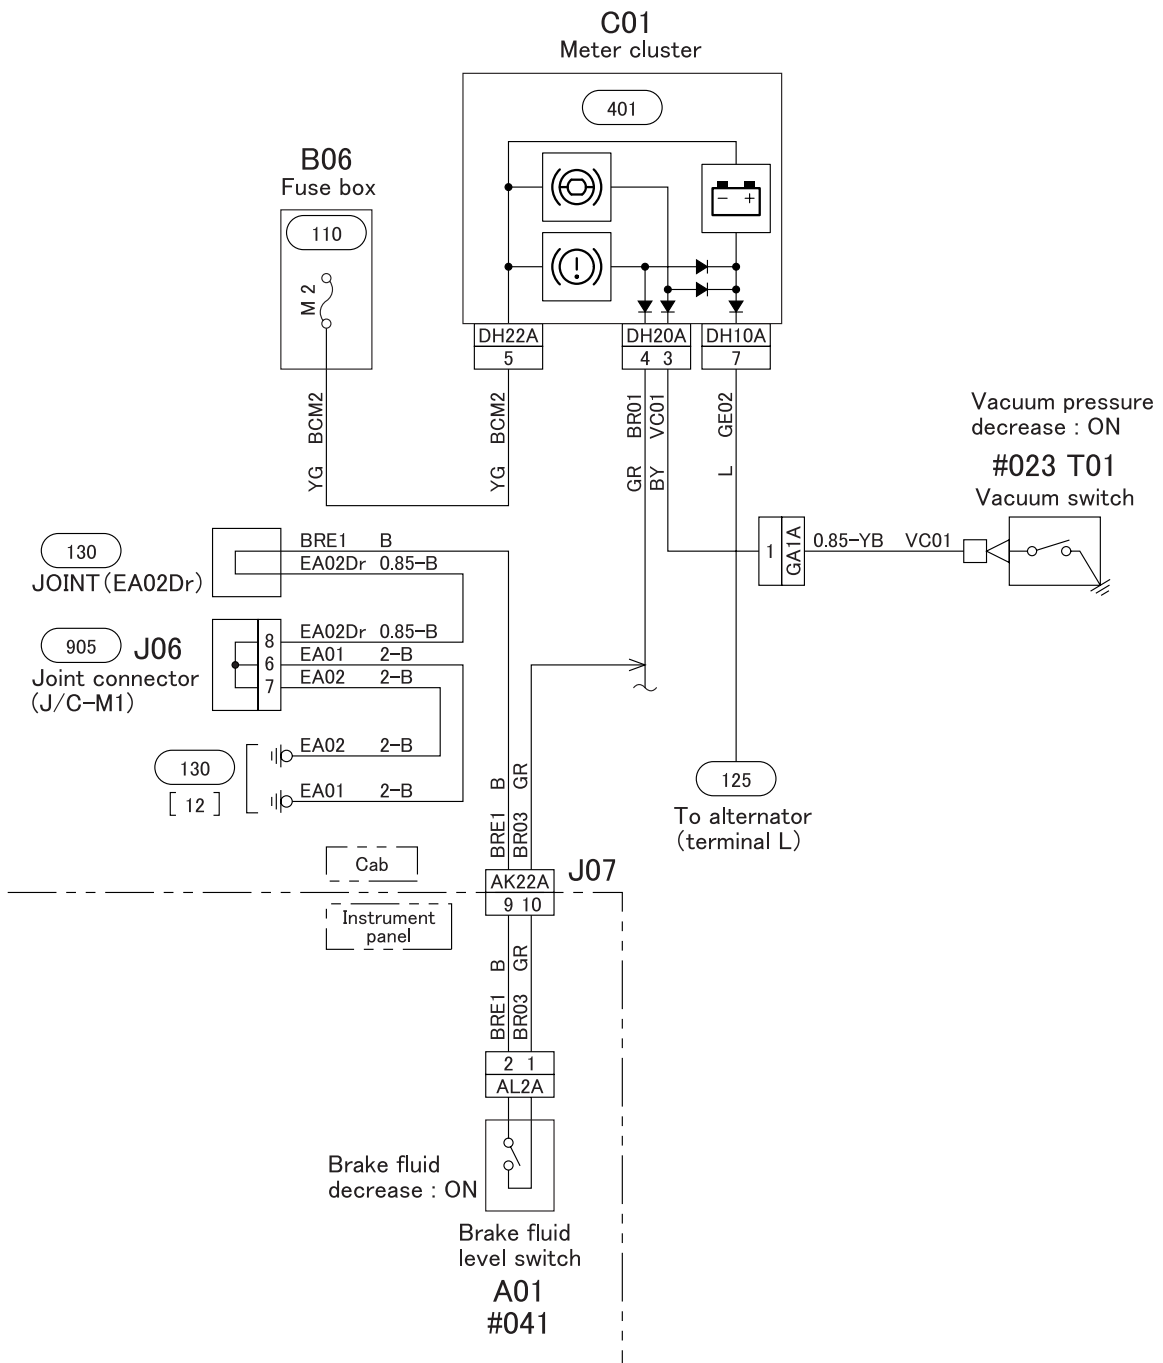 C01
Meter cluster
401
B06
Fuse box
110
M 2
− +
DH22A
5
DH20A
4 3
DH10A
7
YG BCM2
YG BCM2
GR BR01
BY VC01
L GE02
Vacuum pressure
decrease : ON
#023 T01
Vacuum switch
1
GA1A
0.85-YB VC01
130
JOINT(EA02Dr)
BRE1 B
EA02Dr 0.85-B
905
J06
Joint connector
(J/C-M1)
8
6
7
EA02Dr 0.85-B
EA01 2-B
EA02 2-B
130
[ 12 ]
EA02 2-B
EA01 2-B
125
To alternator
(terminal L)
BRE1 B
BR03 GR
Cab
J07
AK22A
9 10
Instrument
panel
BRE1 B
BR03 GR
2 1
AL2A
Brake fluid
decrease : ON
Brake fluid
level switch
A01
#041